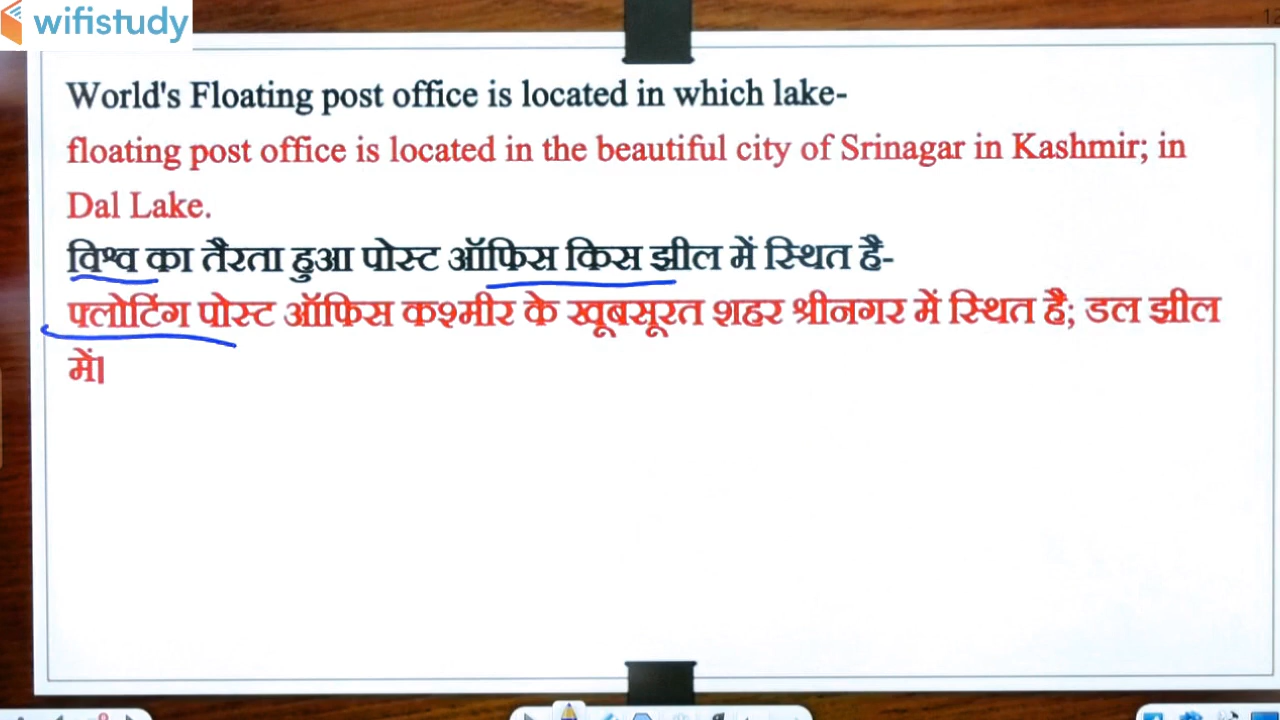 wifistudy
World's Floating post office is located in which lake-
floating post office is located in the beautiful city of Srinagar in Kashmir; in
Dal Lake.
विश्व का तैरता हुआ पोस्ट ऑफिस किस झील में स्थित है-
फ्लोटिंग पोस्ट ऑफिस कश्मीर के खूबसूरत शहर श्रीनगर में स्थित है; डल झील
में।